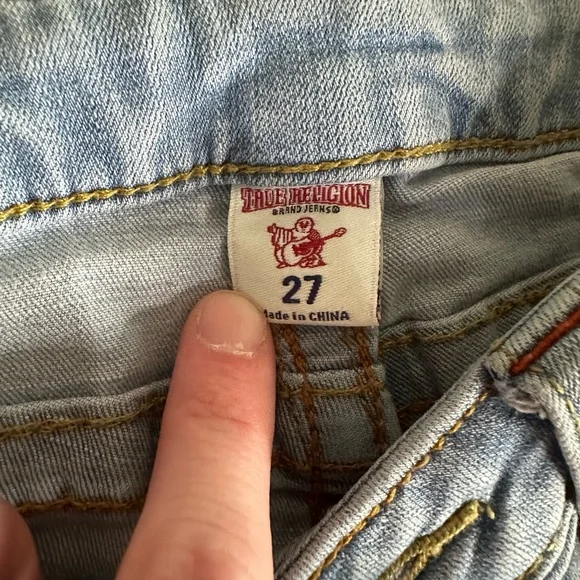 TRUE RELIGION
BRAND JEANS®
27
Made in CHINA